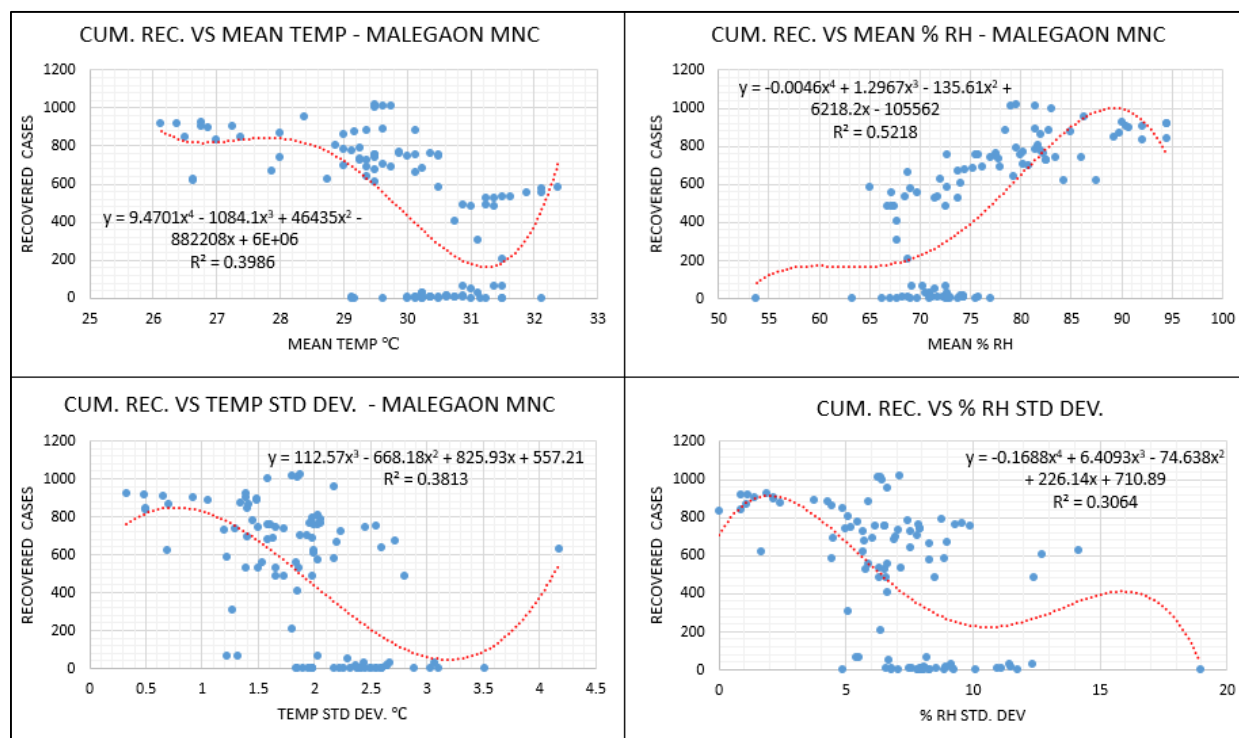 CUM. REC. VS MEAN TEMP - MALEGAON MNC
1200
1000
800
600
400
200
0
RECOVERED CASES
y = 9.4701x⁴ - 1084.1x³ + 46435x² -
882208x + 6E+06
R² = 0.3986
25 26 27 28 29 30 31 32 33
MEAN TEMP °C
CUM. REC. VS MEAN % RH - MALEGAON MNC
1200
1000
800
600
400
200
0
RECOVERED CASES
y = -0.0046x⁴ + 1.2967x³ - 135.61x² +
6218.2x - 105562
R² = 0.5218
50 55 60 65 70 75 80 85 90 95 100
MEAN % RH
CUM. REC. VS TEMP STD DEV. - MALEGAON MNC
1200
1000
800
600
400
200
0
RECOVERED CASES
y = 112.57x³ - 668.18x² + 825.93x + 557.21
R² = 0.3813
0 0.5 1 1.5 2 2.5 3 3.5 4 4.5
TEMP STD DEV. °C
CUM. REC. VS % RH STD DEV.
1200
1000
800
600
400
200
0
RECOVERED CASES
y = -0.1688x⁴ + 6.4093x³ - 74.638x²
+ 226.14x + 710.89
R² = 0.3064
0 5 10 15 20
% RH STD. DEV